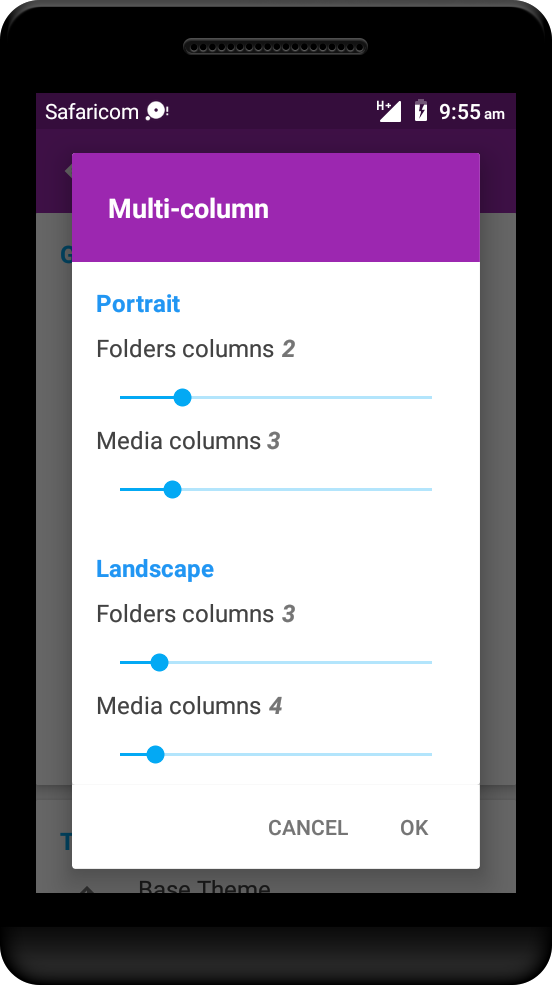 Safaricom
H+
9:55 am
Multi-column
G
Portrait
Folders columns 2
Media columns 3
Landscape
Folders columns 3
Media columns 4
CANCEL OK
T
Base Theme